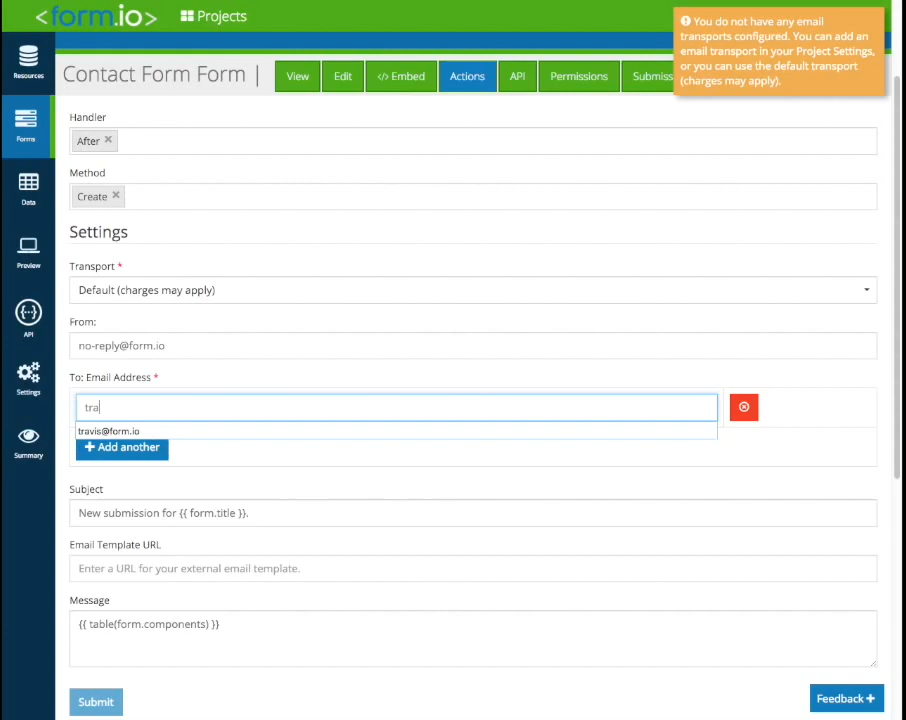 <form.io>
Projects
You do not have any email
transports configured. You can add an
email transport in your Project Settings,
or you can use the default transport
(charges may apply).
Resources
Contact Form Form |
View
Edit
</> Embed
Actions
API
Permissions
Submiss
Forms
Handler
After
Method
Create
Data
Settings
Preview
Transport *
Default (charges may apply)
From:
API
no-reply@form.io
To: Email Address *
Settings
tra
travis@form.io
Add another
Summary
Subject
New submission for {{ form.title }}.
Email Template URL
Enter a URL for your external email template.
Message
{{ table(form.components) }}
Submit
Feedback